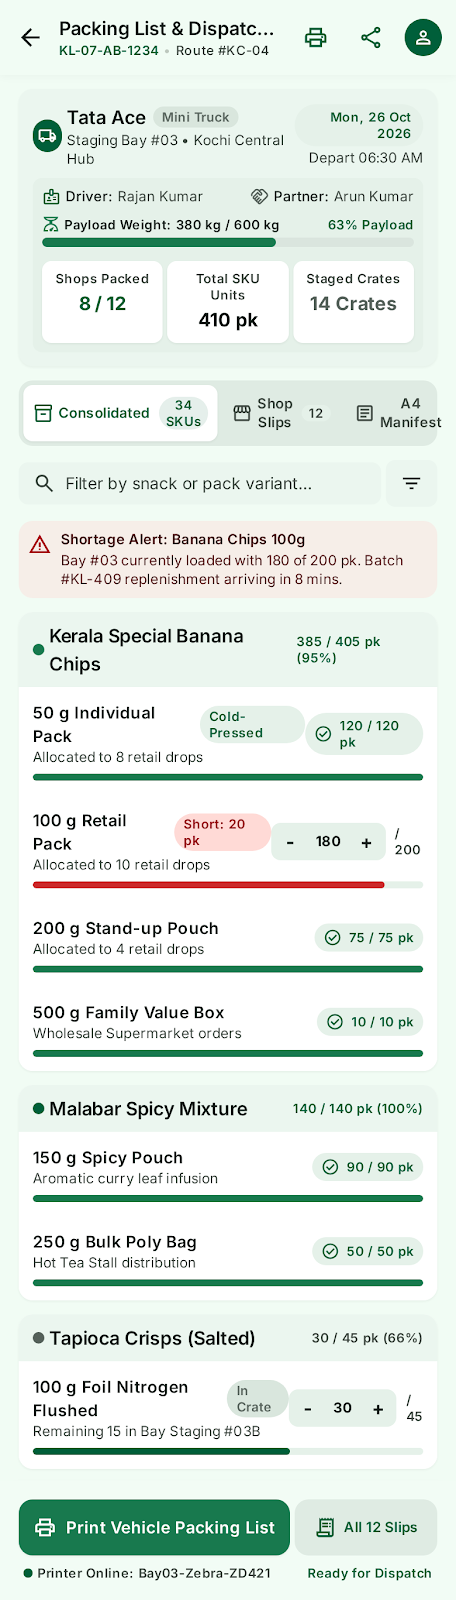 Packing List & Dispatc...
KL-07-AB-1234 • Route #KC-04
Tata Ace Mini Truck
Staging Bay #03 • Kochi Central
Hub
Mon, 26 Oct
2026
Depart 06:30 AM
Driver: Rajan Kumar
Partner: Arun Kumar
Payload Weight: 380 kg / 600 kg
63% Payload
Shops Packed
8 / 12
Total SKU
Units
410 pk
Staged Crates
14 Crates
Consolidated
34
SKUs
Shop
Slips
12
A4
Manifest
Filter by snack or pack variant...
Shortage Alert: Banana Chips 100g
Bay #03 currently loaded with 180 of 200 pk. Batch
#KL-409 replenishment arriving in 8 mins.
Kerala Special Banana
Chips
385 / 405 pk
(95%)
50 g Individual
Pack
Cold-
Pressed
120 / 120
pk
Allocated to 8 retail drops
100 g Retail
Pack
Short: 20
pk
- 180 +
/
200
Allocated to 10 retail drops
200 g Stand-up Pouch
Allocated to 4 retail drops
75 / 75 pk
500 g Family Value Box
Wholesale Supermarket orders
10 / 10 pk
Malabar Spicy Mixture
140 / 140 pk (100%)
150 g Spicy Pouch
Aromatic curry leaf infusion
90 / 90 pk
250 g Bulk Poly Bag
Hot Tea Stall distribution
50 / 50 pk
Tapioca Crisps (Salted)
30 / 45 pk (66%)
100 g Foil Nitrogen
Flushed
In
Crate
- 30 +
/
45
Remaining 15 in Bay Staging #03B
Print Vehicle Packing List
All 12 Slips
Printer Online: Bay03-Zebra-ZD421
Ready for Dispatch